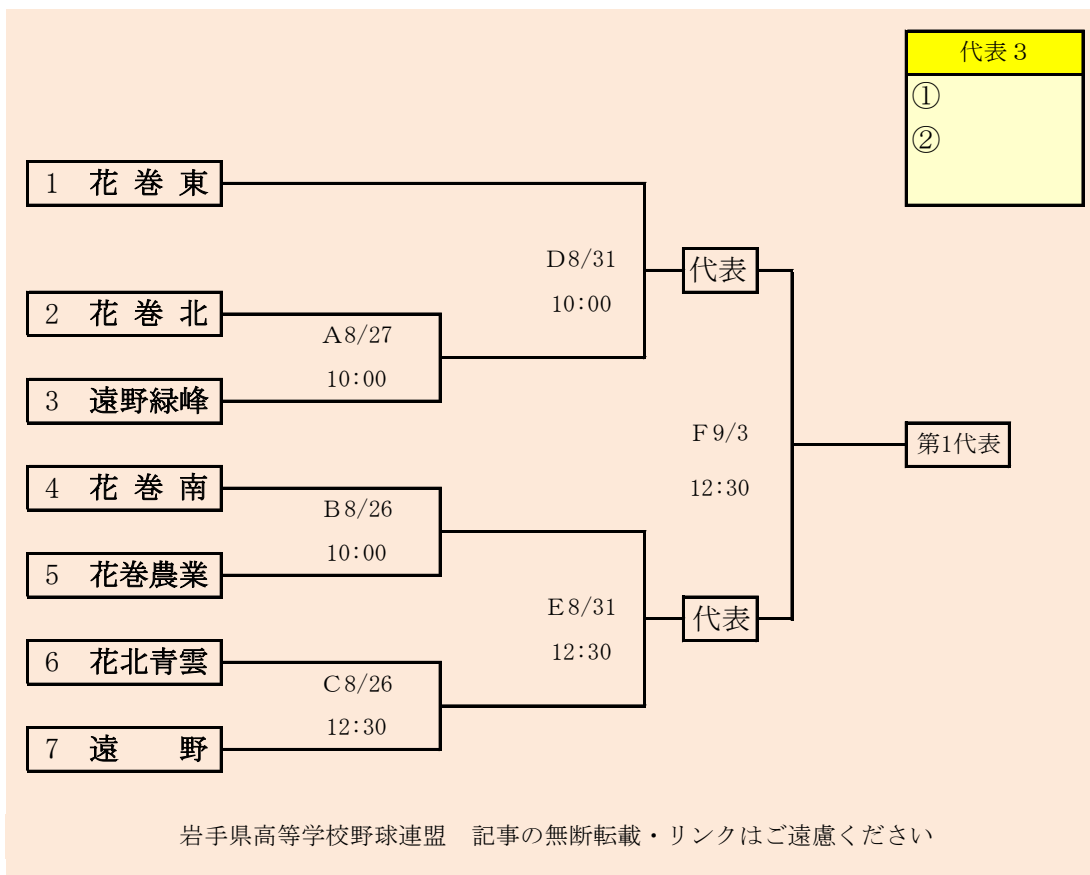 代表３
①
②
1 花 巻 東
D8/31
10:00
代表
2 花 巻 北
A8/27
10:00
3 遠野緑峰
F9/3
12:30
第1代表
4 花 巻 南
B8/26
10:00
5 花巻農業
E8/31
12:30
代表
6 花北青雲
C8/26
12:30
7 遠　　野
岩手県高等学校野球連盟　記事の無断転載・リンクはご遠慮ください